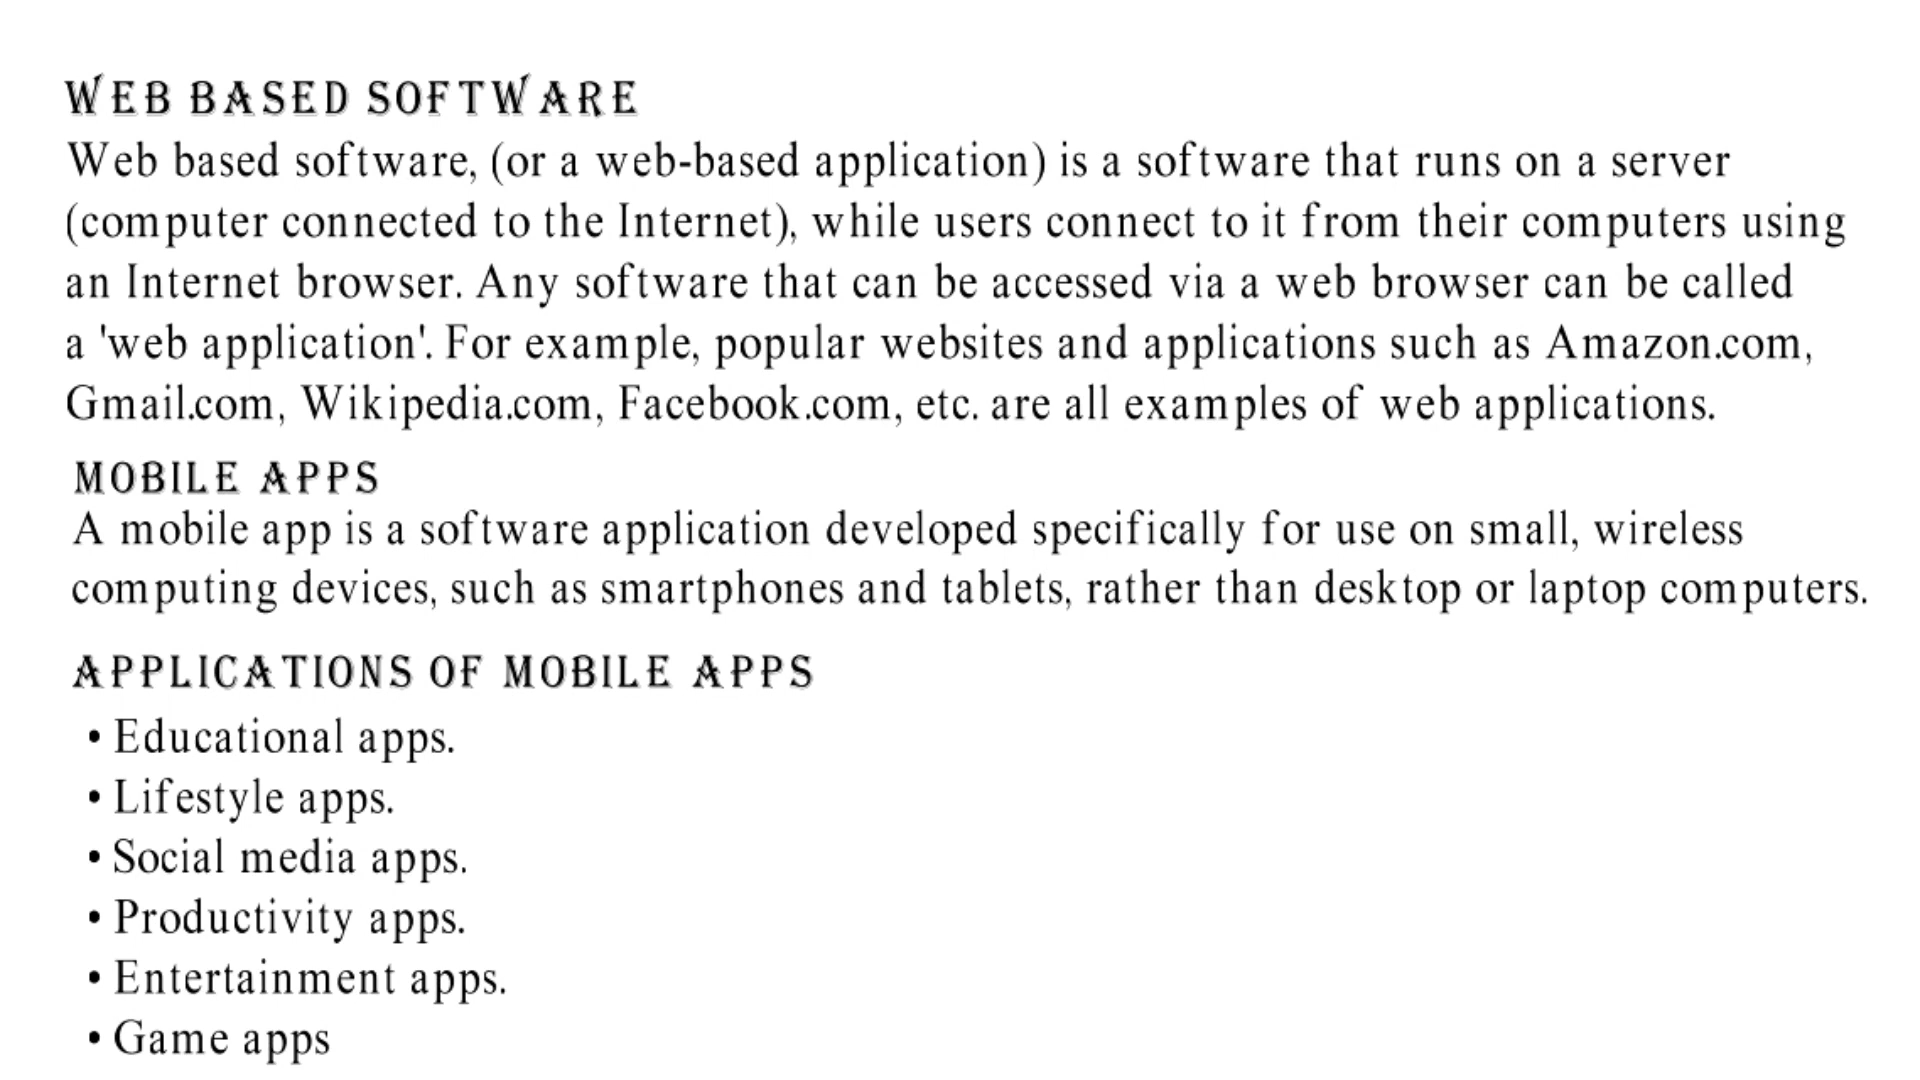 WEB BASED SOFTWARE
Web based software, (or a web-based application) is a software that runs on a server
(computer connected to the Internet), while users connect to it from their computers using
an Internet browser. Any software that can be accessed via a web browser can be called
a 'web application'. For example, popular websites and applications such as Amazon.com,
Gmail.com, Wikipedia.com, Facebook.com, etc. are all examples of web applications.
MOBILE APPS
A mobile app is a software application developed specifically for use on small, wireless
computing devices, such as smartphones and tablets, rather than desktop or laptop computers.
APPLICATIONS OF MOBILE APPS
• Educational apps.
• Lifestyle apps.
• Social media apps.
• Productivity apps.
• Entertainment apps.
• Game apps